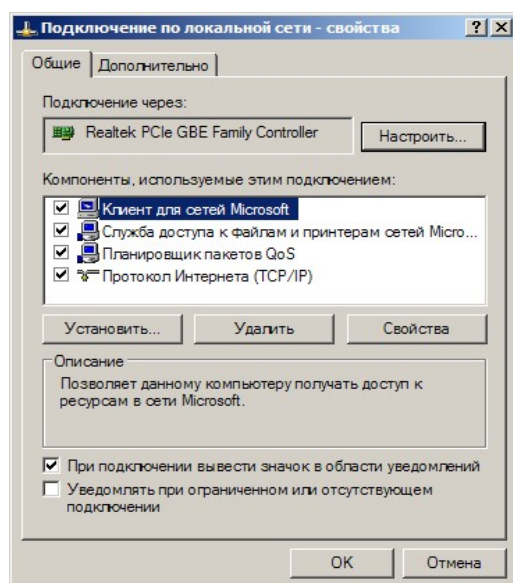 Подключение по локальной сети - свойства
Общие
Дополнительно
Подключение через:
Realtek PCIe GBE Family Controller
Настроить...
Компоненты, используемые этим подключением:
Клиент для сетей Microsoft
Служба доступа к файлам и принтерам сетей Micro...
Планировщик пакетов QoS
Протокол Интернета (TCP/IP)
Установить...
Удалить
Свойства
Описание
Позволяет данному компьютеру получать доступ к
ресурсам в сети Microsoft.
При подключении вывести значок в области уведомлений
Уведомлять при ограниченном или отсутствующем
подключении
OK
Отмена